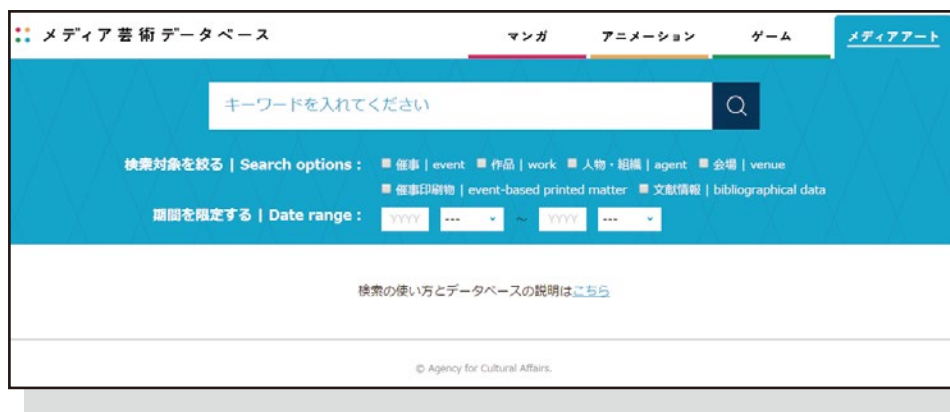 メディア芸術データベース
マンガ アニメーション ゲーム メディアアート
キーワードを入れてください
検索対象を絞る | Search options : 催事 | event 作品 | work 人物・組織 | agent 会場 | venue
催事印刷物 | event-based printed matter 文献情報 | bibliographical data
期間を限定する | Date range : YYYY --- ~ YYYY ---
検索の使い方とデータベースの説明はこちら
© Agency for Cultural Affairs.